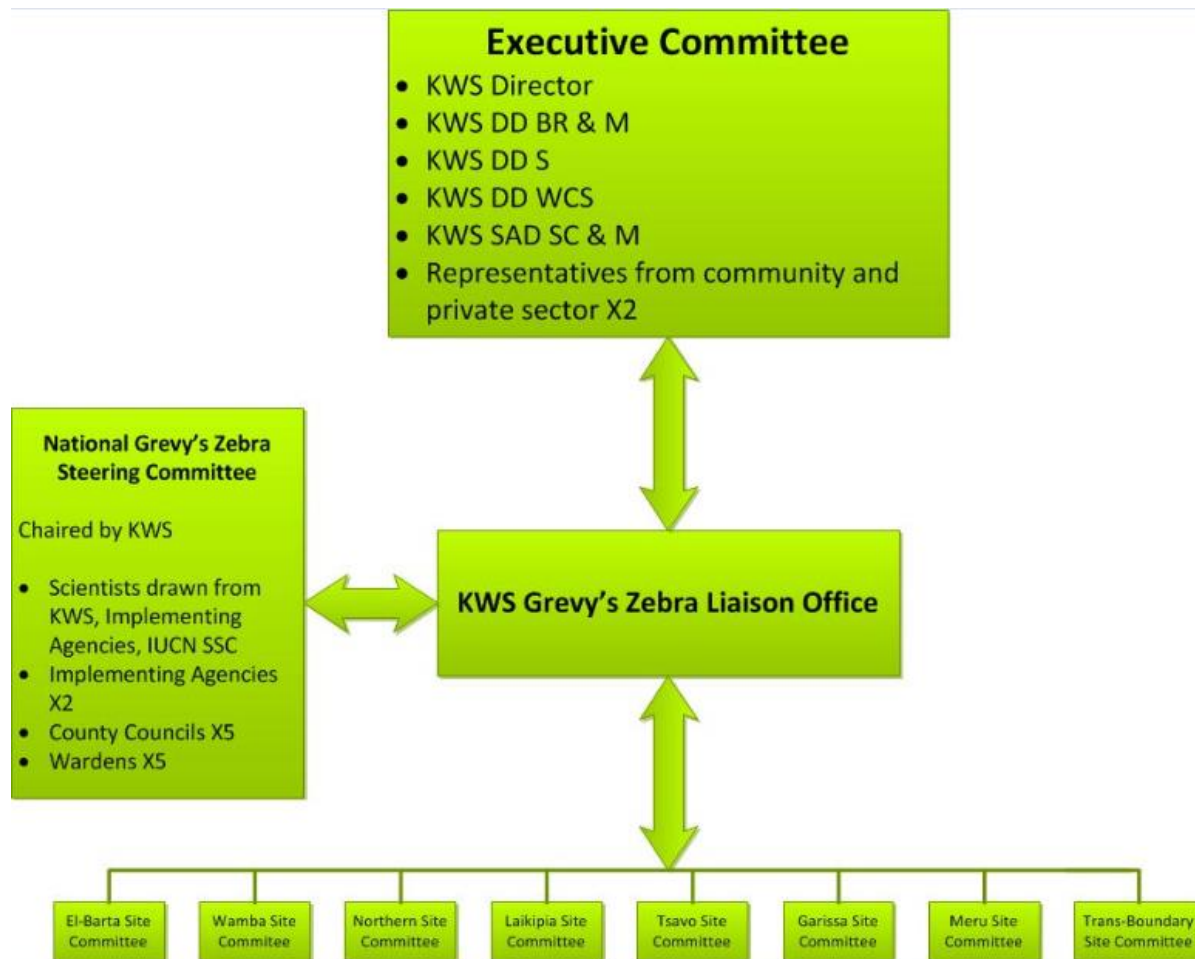 Executive Committee
• KWS Director
• KWS DD BR & M
• KWS DD S
• KWS DD WCS
• KWS SAD SC & M
• Representatives from community and
private sector X2
National Grevy's Zebra
Steering Committee
Chaired by KWS
• Scientists drawn from
KWS, Implementing
Agencies, IUCN SSC
• Implementing Agencies
X2
• County Councils X5
• Wardens X5
KWS Grevy's Zebra Liaison Office
El-Barta Site
Committee
Wamba Site
Commitee
Northern Site
Committee
Laikipia Site
Committee
Tsavo Site
Committee
Garissa Site
Committee
Meru Site
Committee
Trans-Boundary
Site Committee